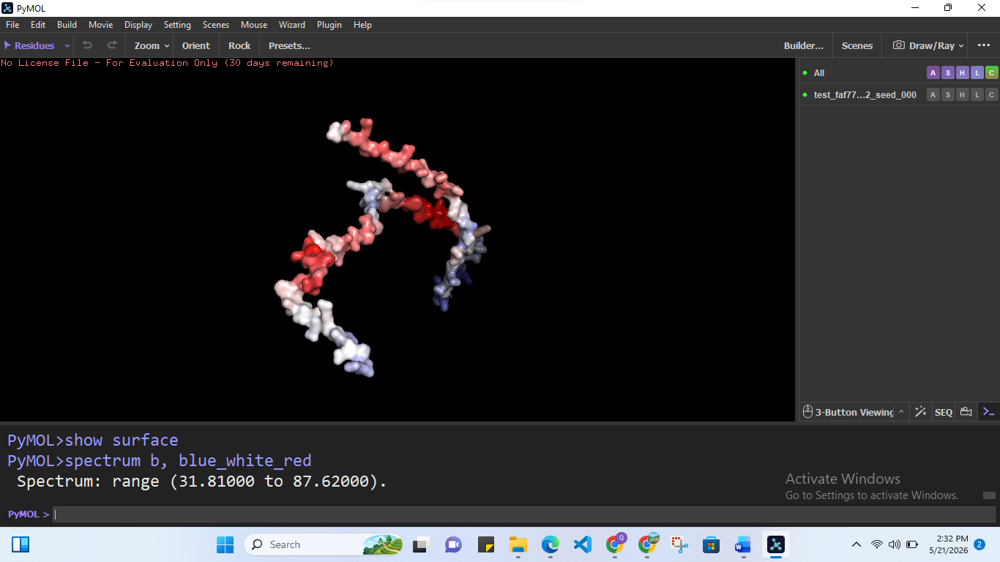 PyMOL
File Edit Build Movie Display Setting Scenes Mouse Wizard Plugin Help
Residues Zoom Orient Rock Presets... Builder... Scenes Draw/Ray
No License File - For Evaluation Only (30 days remaining)
All A S H L C
test_faf77...2_seed_000 A S H L C
3-Button Viewing SEQ
PyMOL>show surface
PyMOL>spectrum b, blue_white_red
Spectrum: range (31.81000 to 87.62000).
Activate Windows
Go to Settings to activate Windows.
PyMOL >
Search
Q
2:32 PM
5/21/2026
2